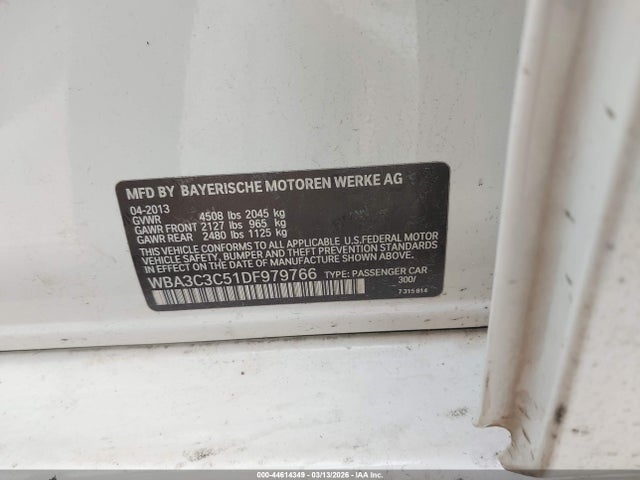 MFD BY BAYERISCHE MOTOREN WERKE AG
04-2013
GVWR 4508 lbs 2045 kg
GAWR FRONT 2127 lbs 965 kg
GAWR REAR 2480 lbs 1125 kg
THIS VEHICLE CONFORMS TO ALL APPLICABLE U.S.FEDERAL MOTOR
VEHICLE SAFETY, BUMPER AND THEFT PREVENTION STANDARDS
IN EFFECT ON THE DATE OF MANUFACTURE SHOWN ABOVE.
WBA3C3C51DF979766 TYPE: PASSENGER CAR
300/
7 315 814
000-44614349 | 03/13/2026 - IAA, Inc.